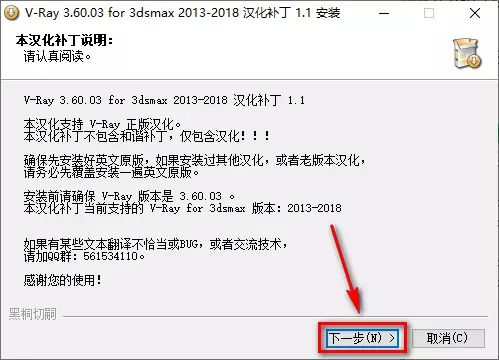 V-Ray 3.60.03 for 3dsmax 2013-2018 汉化补丁 1.1 安装
本汉化补丁说明:
请认真阅读。
V-Ray 3.60.03 for 3dsmax 2013-2018 汉化补丁 1.1
本汉化支持 V-Ray 正版汉化。
本汉化补丁不包含和谐补丁，仅包含汉化！！！
确保先安装好英文原版，如果安装过其他汉化，或者老版本汉化，
请务必先覆盖安装一遍英文原版。
安装前请确保 V-Ray 版本是 3.60.03 。
本汉化补丁当前支持的 V-Ray for 3dsmax 版本：2013-2018
如果有某些文本翻译不恰当或BUG，或者交流技术，
请加QQ群：561534110。
感谢您的使用！
黑桐切嗣
下一步(N) >
取消(C)